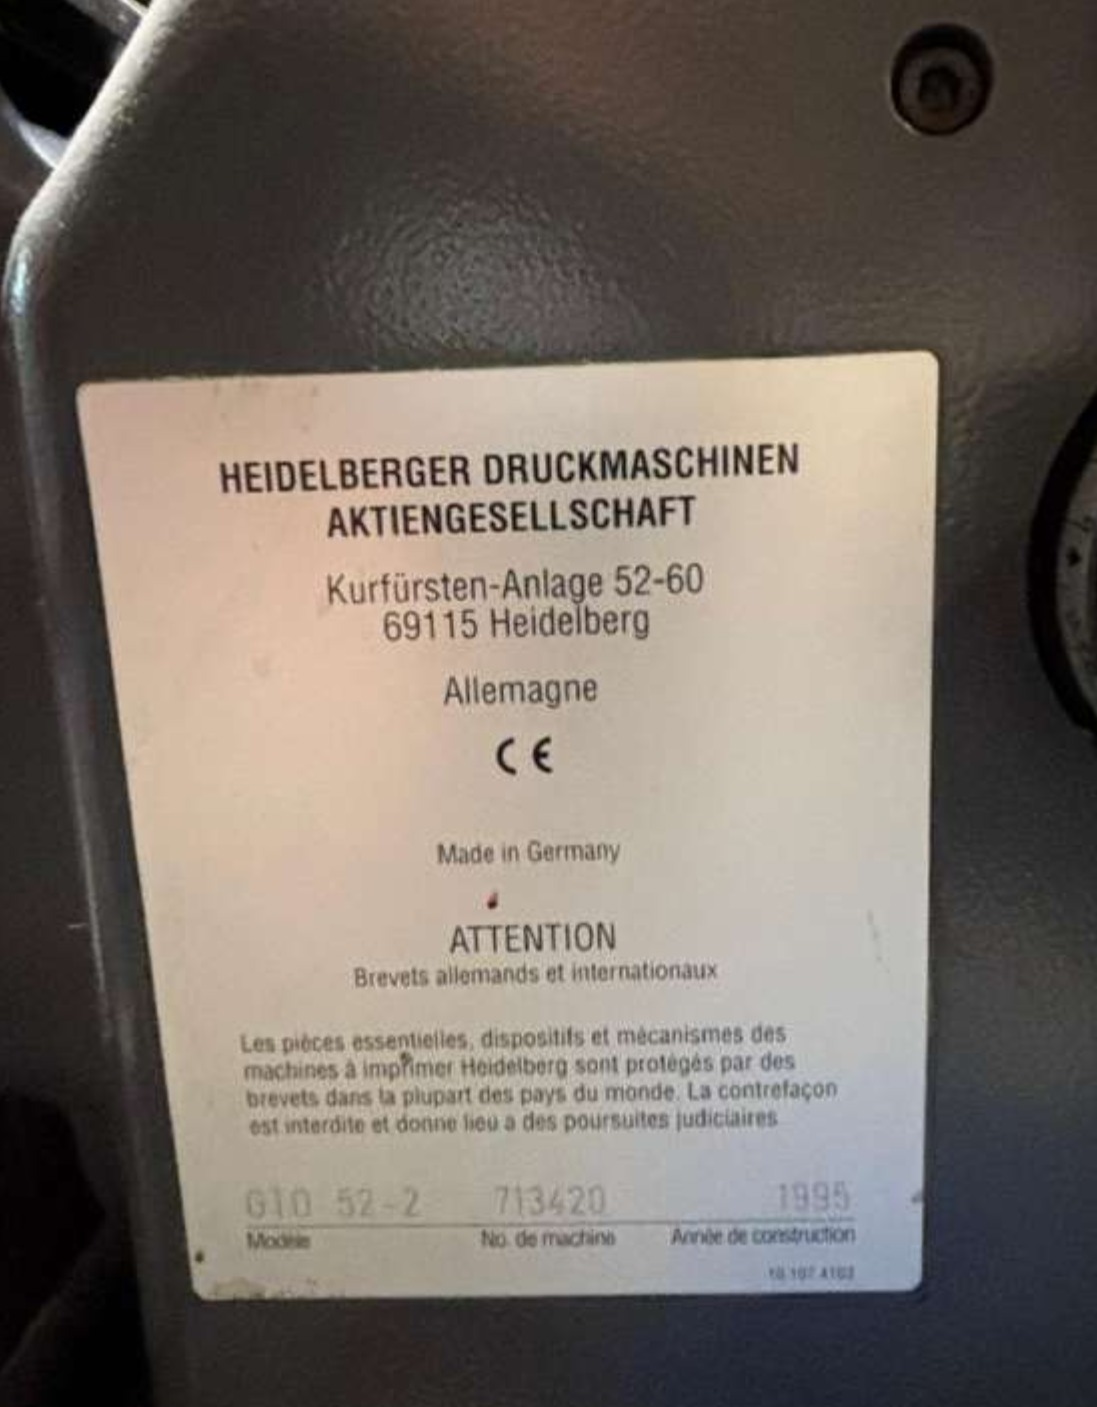 HEIDELBERGER DRUCKMASCHINEN
AKTIENGESELLSCHAFT
Kurfürsten-Anlage 52-60
69115 Heidelberg
Allemagne
CE
Made in Germany
ATTENTION
Brevets allemands et internationaux
Les pièces essentielles, dispositifs et mécanismes des
machines à imprimer Heidelberg sont protégés par des
brevets dans la plupart des pays du monde. La contrefaçon
est interdite et donne lieu a des poursuites judiciaires
52-2 713420 1995
Modèle No. de machine Année de construction